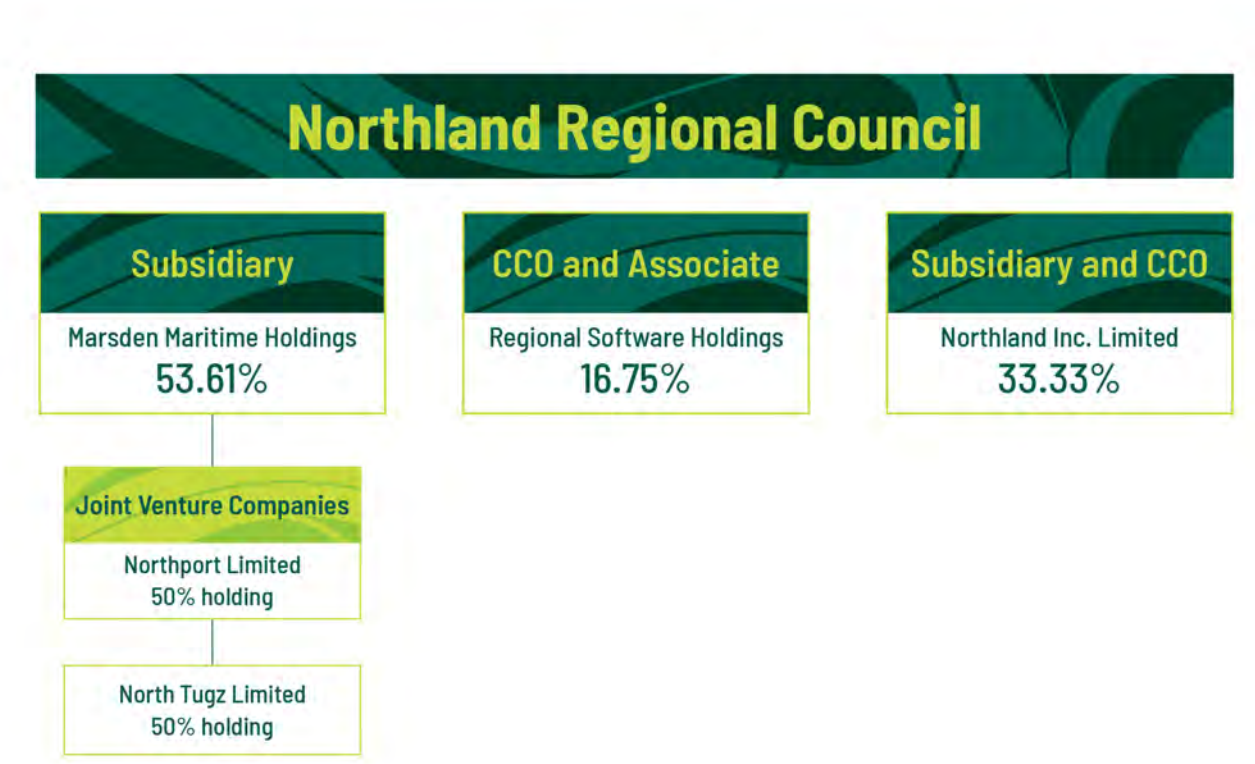 Northland Regional Council
Subsidiary
Marsden Maritime Holdings
53.61%
CCO and Associate
Regional Software Holdings
16.75%
Subsidiary and CCO
Northland Inc. Limited
33.33%
Joint Venture Companies
Northport Limited
50% holding
North Tugz Limited
50% holding